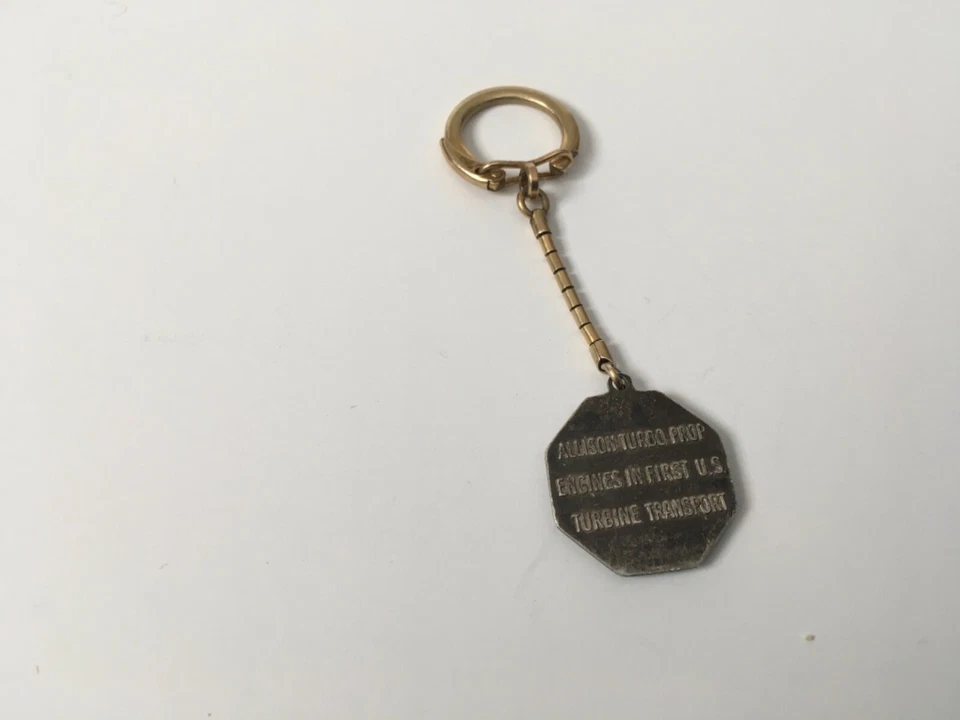 ALLISON TURBO PROP
ENGINES IN FIRST U.S.
TURBINE TRANSPORT